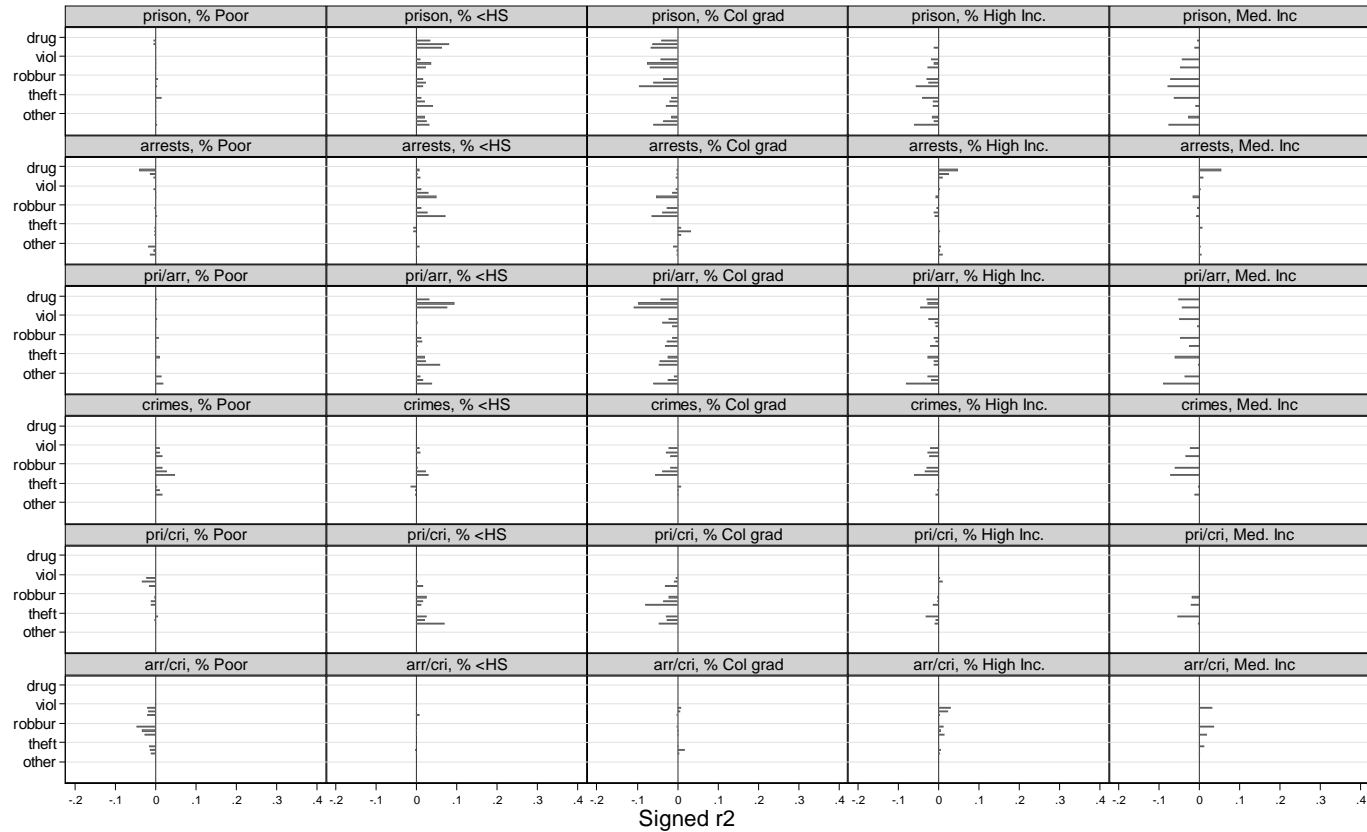 prison, % Poor prison, % <HS prison, % Col grad prison, % High Inc. prison, Med. Inc
drug
viol
robbur
theft
other
arrests, % Poor arrests, % <HS arrests, % Col grad arrests, % High Inc. arrests, Med. Inc
drug
viol
robbur
theft
other
pri/arr, % Poor pri/arr, % <HS pri/arr, % Col grad pri/arr, % High Inc. pri/arr, Med. Inc
drug
viol
robbur
theft
other
crimes, % Poor crimes, % <HS crimes, % Col grad crimes, % High Inc. crimes, Med. Inc
drug
viol
robbur
theft
other
pri/cri, % Poor pri/cri, % <HS pri/cri, % Col grad pri/cri, % High Inc. pri/cri, Med. Inc
drug
viol
robbur
theft
other
arr/cri, % Poor arr/cri, % <HS arr/cri, % Col grad arr/cri, % High Inc. arr/cri, Med. Inc
drug
viol
robbur
theft
other
-.2 -.1 0 .1 .2 .3 .4 -.2 -.1 0 .1 .2 .3 .4 -.2 -.1 0 .1 .2 .3 .4 -.2 -.1 0 .1 .2 .3 .4 -.2 -.1 0 .1 .2 .3 .4
Signed r2